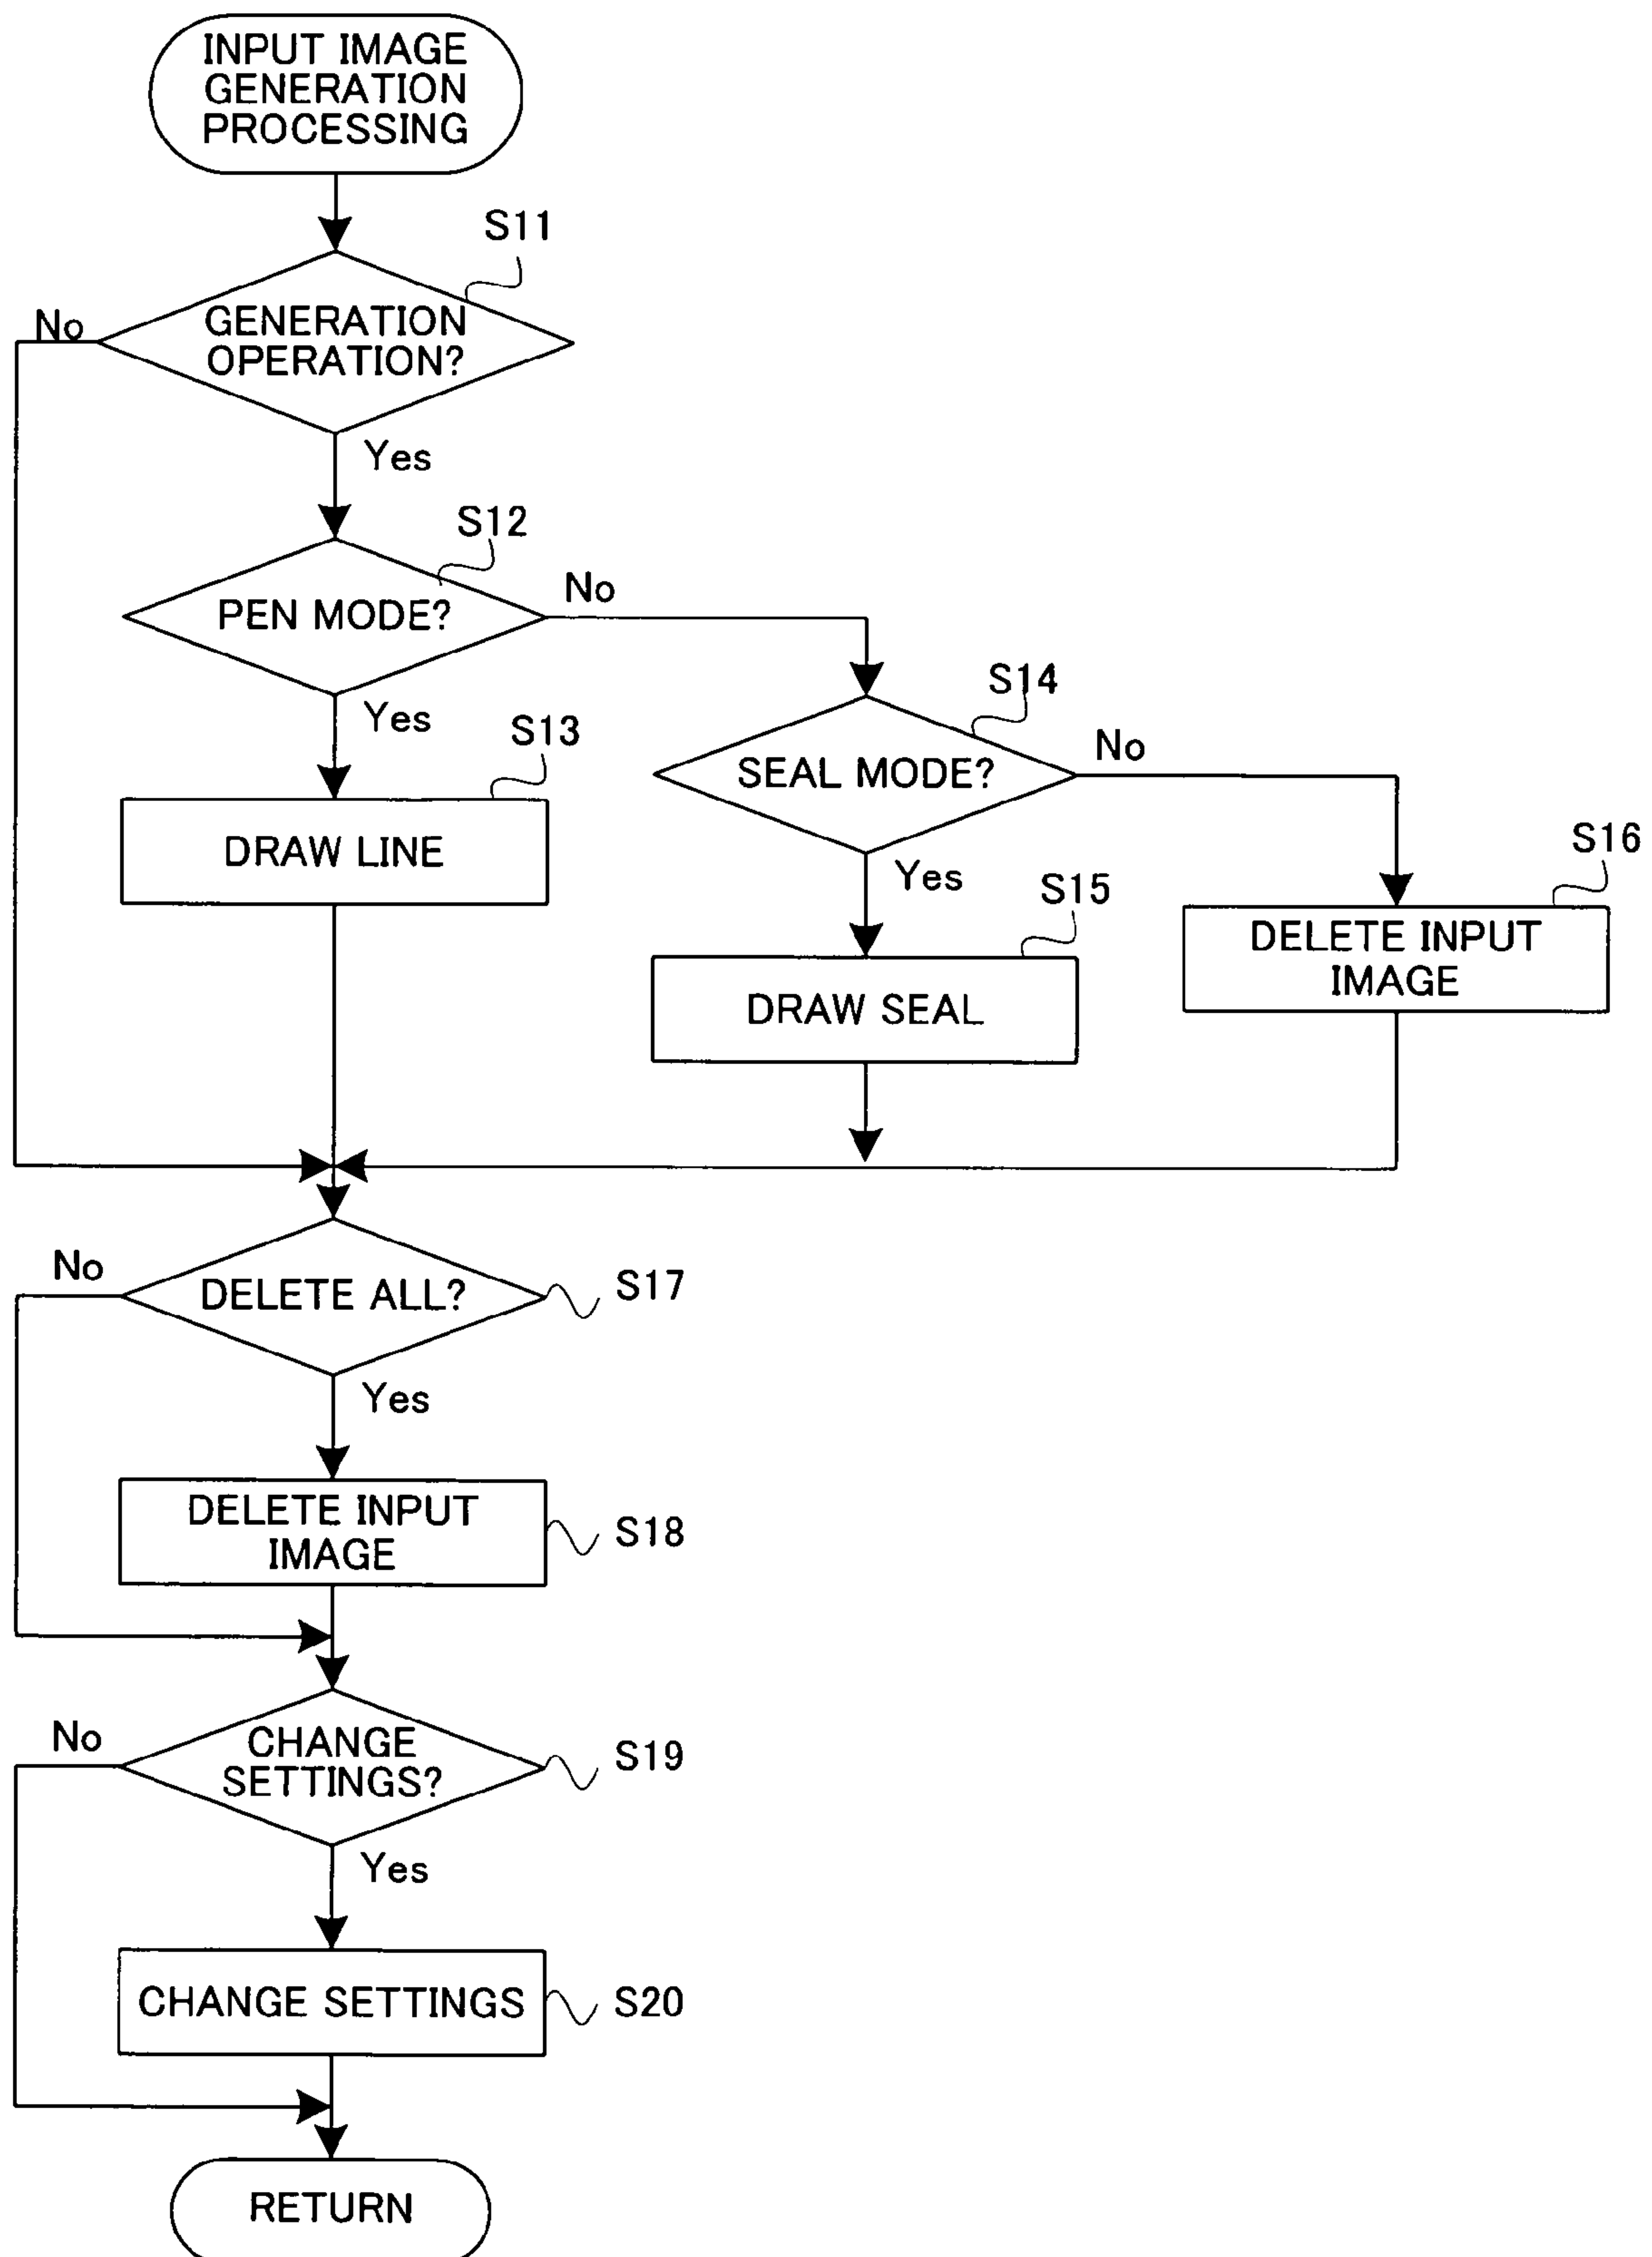 INPUT IMAGE
GENERATION
PROCESSING
S11
No
GENERATION
OPERATION?
Yes
S12
PEN MODE?
No
Yes
S13
DRAW LINE
S14
SEAL MODE?
No
Yes
S15
DRAW SEAL
S16
DELETE INPUT
IMAGE
No
DELETE ALL?
S17
Yes
DELETE INPUT
IMAGE
S18
No
CHANGE
SETTINGS?
S19
Yes
CHANGE SETTINGS
S20
RETURN